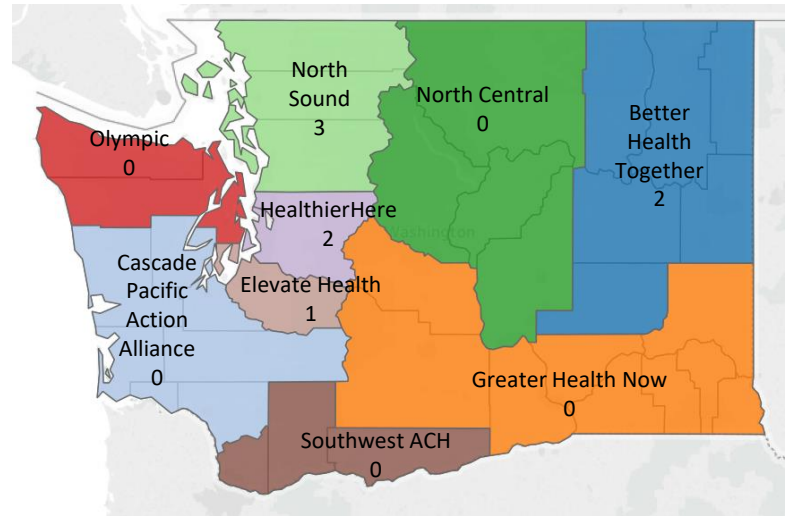 North
Sound
3
North Central
0
Better
Health
Together
2
Olympic
0
HealthierHere
2
Washington
Cascade
Pacific
Action
Alliance
0
Elevate Health
1
Greater Health Now
0
Southwest ACH
0